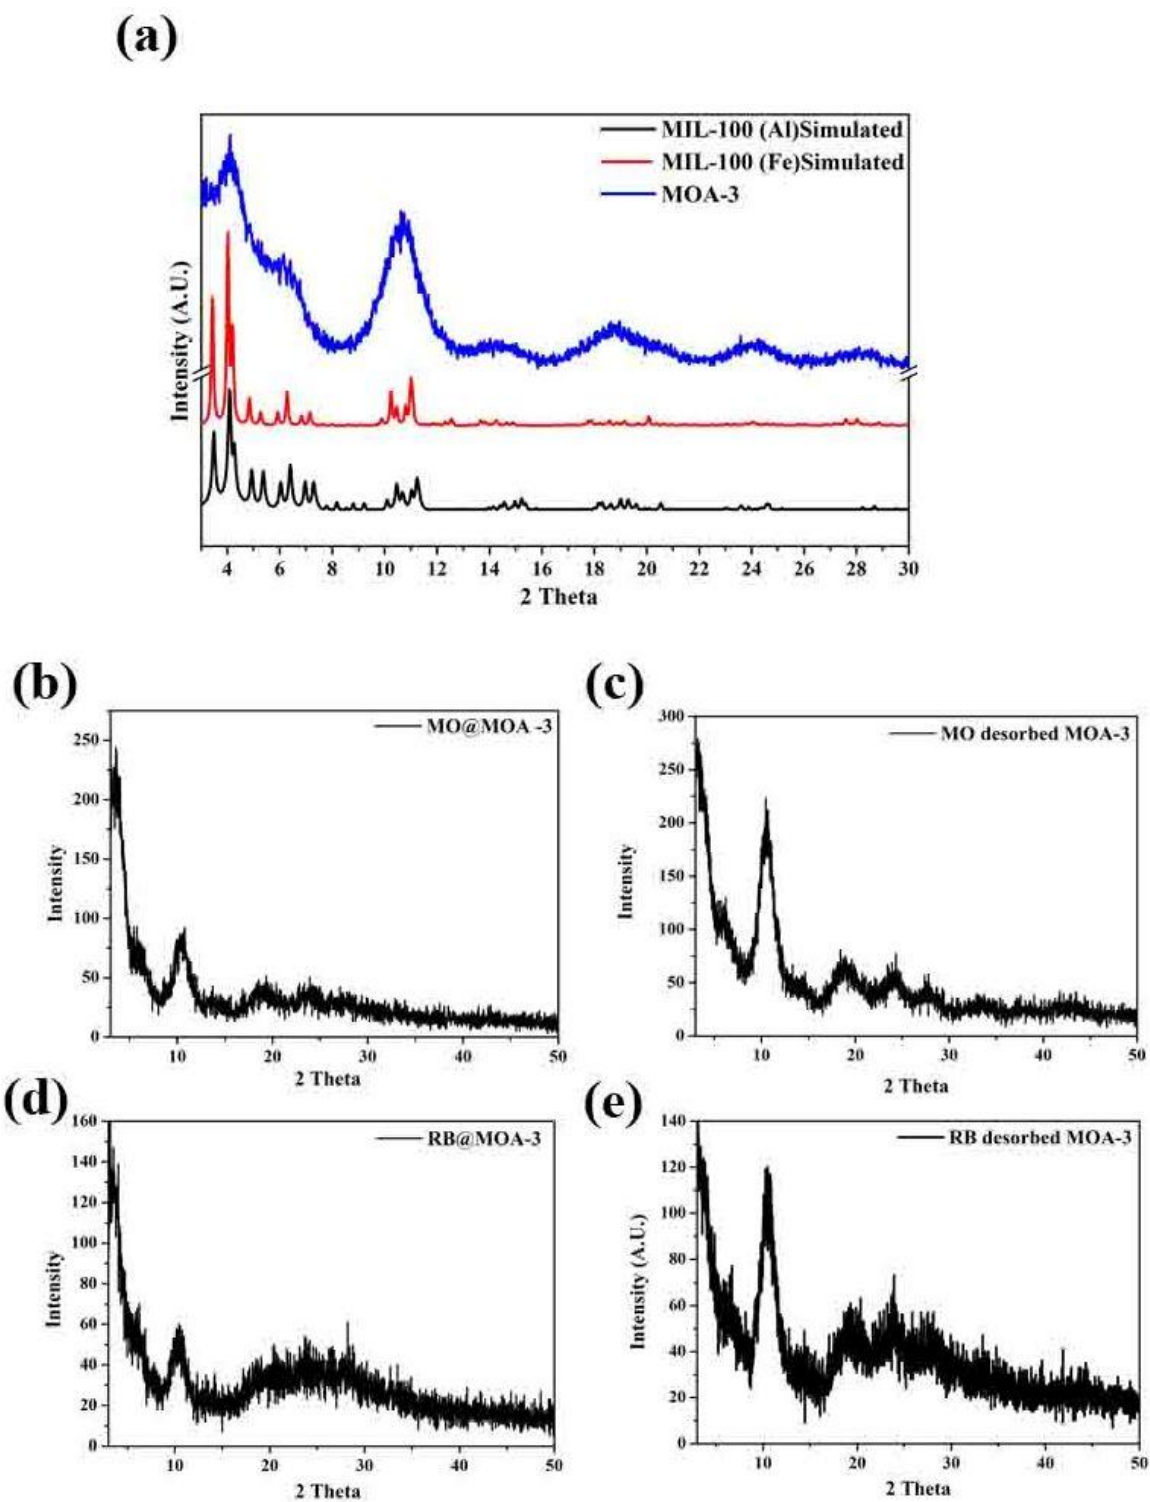 (a)
MIL-100 (Al)Simulated
MIL-100 (Fe)Simulated
MOA-3
Intensity (A.U.)
4 6 8 10 12 14 16 18 20 22 24 26 28 30
2 Theta
(b)
MO@MOA -3
250
200
150
100
50
0
Intensity
10 20 30 40 50
2 Theta
(c)
MO desorbed MOA-3
300
250
200
150
100
50
0
Intensity
10 20 30 40 50
2 Theta
(d)
RB@MOA-3
160
140
120
100
80
60
40
20
0
Intensity
10 20 30 40 50
2 Theta
(e)
RB desorbed MOA-3
140
120
100
80
60
40
20
0
Intensity (A.U.)
10 20 30 40 50
2 Theta